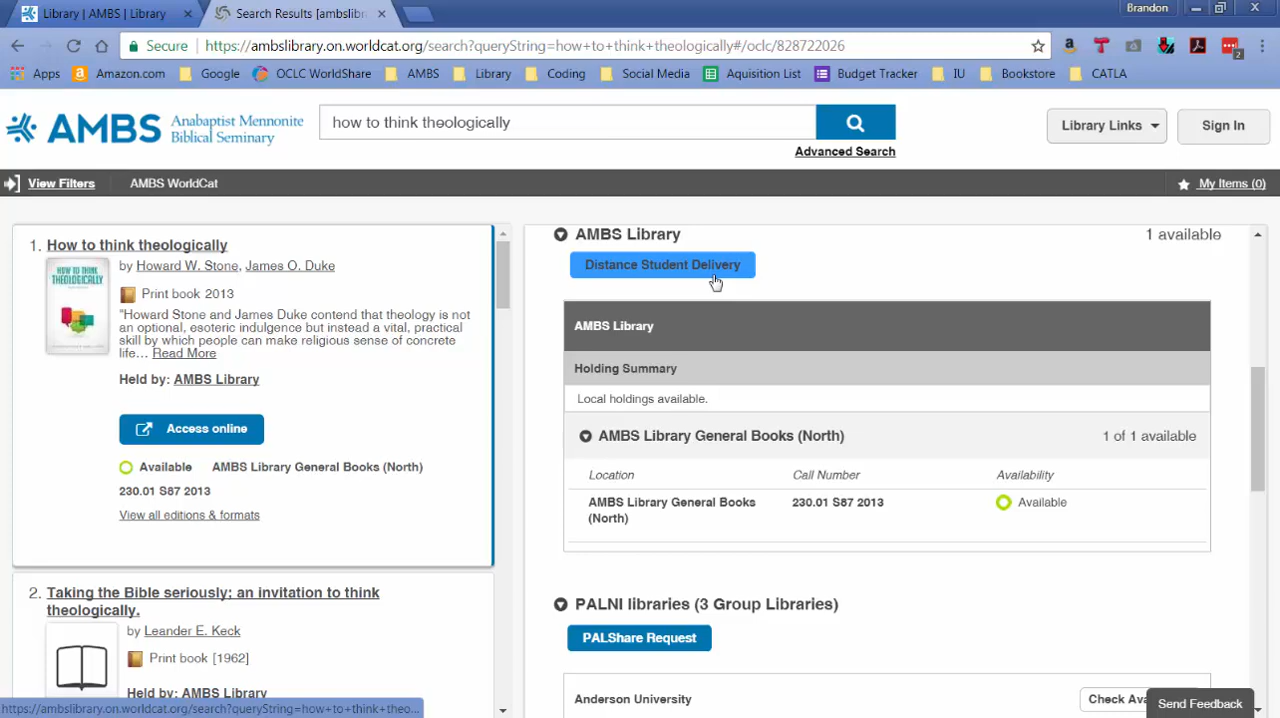 Library | AMBS | Library
Search Results [ambslibr
Brandon
Secure
https://ambslibrary.on.worldcat.org/search?queryString=how+to+think+theologically#/oclc/828722026
2
Apps
Amazon.com
Google
OCLC WorldShare
AMBS
Library
Coding
Social Media
Aquisition List
Budget Tracker
IU
Bookstore
CATLA
AMBS
Anabaptist Mennonite
Biblical Seminary
how to think theologically
Advanced Search
Library Links
Sign In
View Filters
AMBS WorldCat
My Items (0)
1. How to think theologically
by Howard W. Stone, James O. Duke
HOW TO THINK
THEOLOGICALLY
Print book 2013
"Howard Stone and James Duke contend that theology is not
an optional, esoteric indulgence but instead a vital, practical
skill by which people can make religious sense of concrete
life... Read More
Held by: AMBS Library
Access online
Available AMBS Library General Books (North)
230.01 S87 2013
View all editions & formats
2. Taking the Bible seriously; an invitation to think
theologically.
by Leander E. Keck
Print book [1962]
Held by: AMBS Library
https://ambslibrary.on.worldcat.org/search?queryString=how+to+think+theo...
AMBS Library
1 available
Distance Student Delivery
AMBS Library
Holding Summary
Local holdings available.
AMBS Library General Books (North)
1 of 1 available
Location Call Number Availability
AMBS Library General Books
(North)
230.01 S87 2013
Available
PALNI libraries (3 Group Libraries)
PALShare Request
Anderson University
Check Ava
Send Feedback